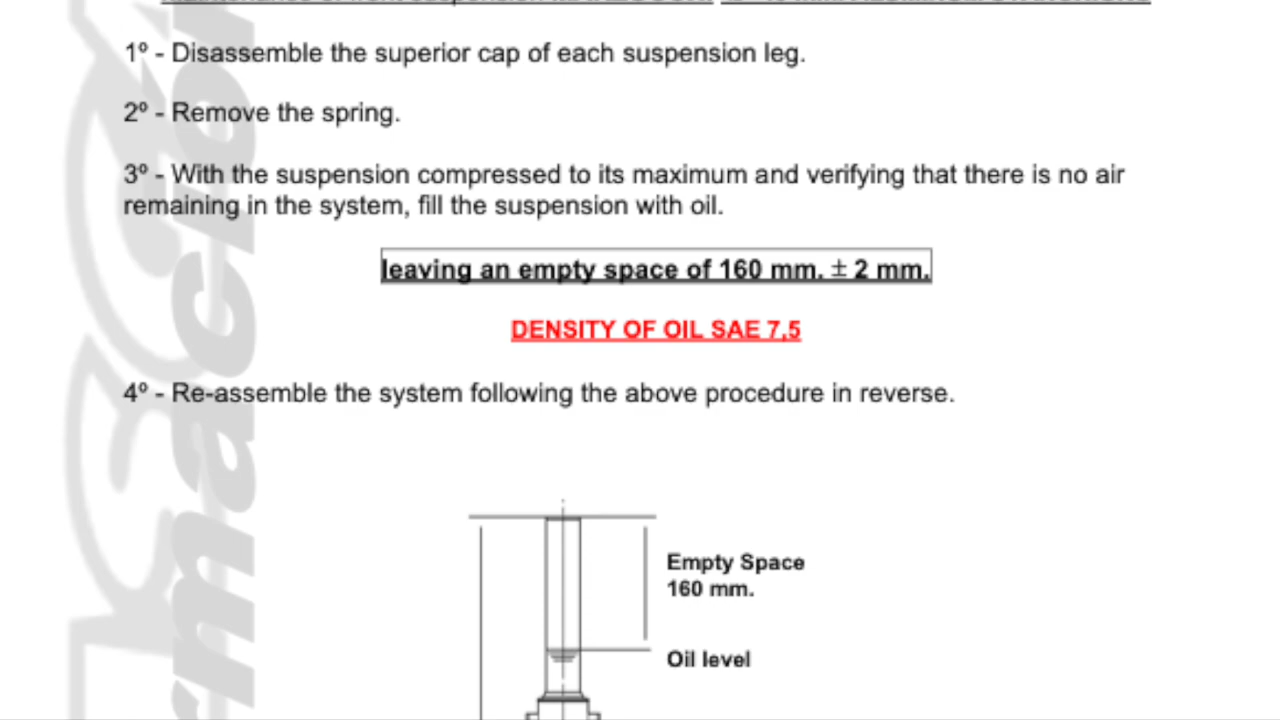 1º - Disassemble the superior cap of each suspension leg.
2º - Remove the spring.
3º - With the suspension compressed to its maximum and verifying that there is no air
remaining in the system, fill the suspension with oil.
leaving an empty space of 160 mm. ± 2 mm.
DENSITY OF OIL SAE 7,5
4º - Re-assemble the system following the above procedure in reverse.
Empty Space
160 mm.
Oil level